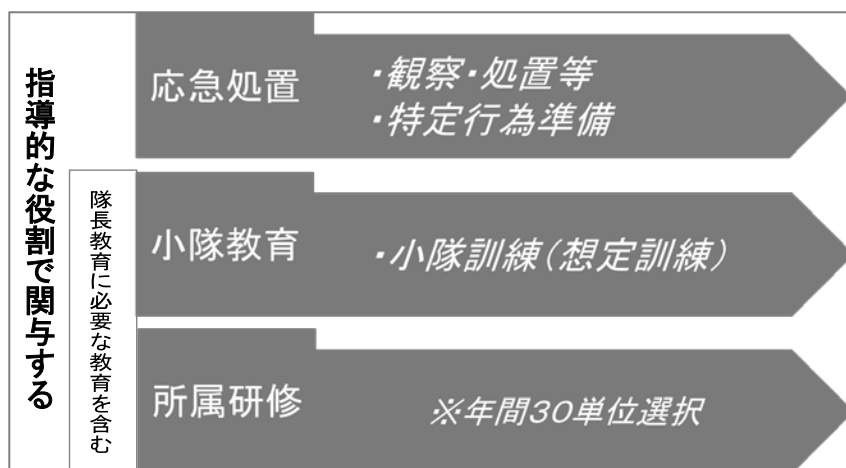 指導的な役割で関与する
隊長教育に必要な教育を含む
応急処置
・観察・処置等
・特定行為準備
小隊教育
・小隊訓練(想定訓練)
所属研修
※年間30単位選択